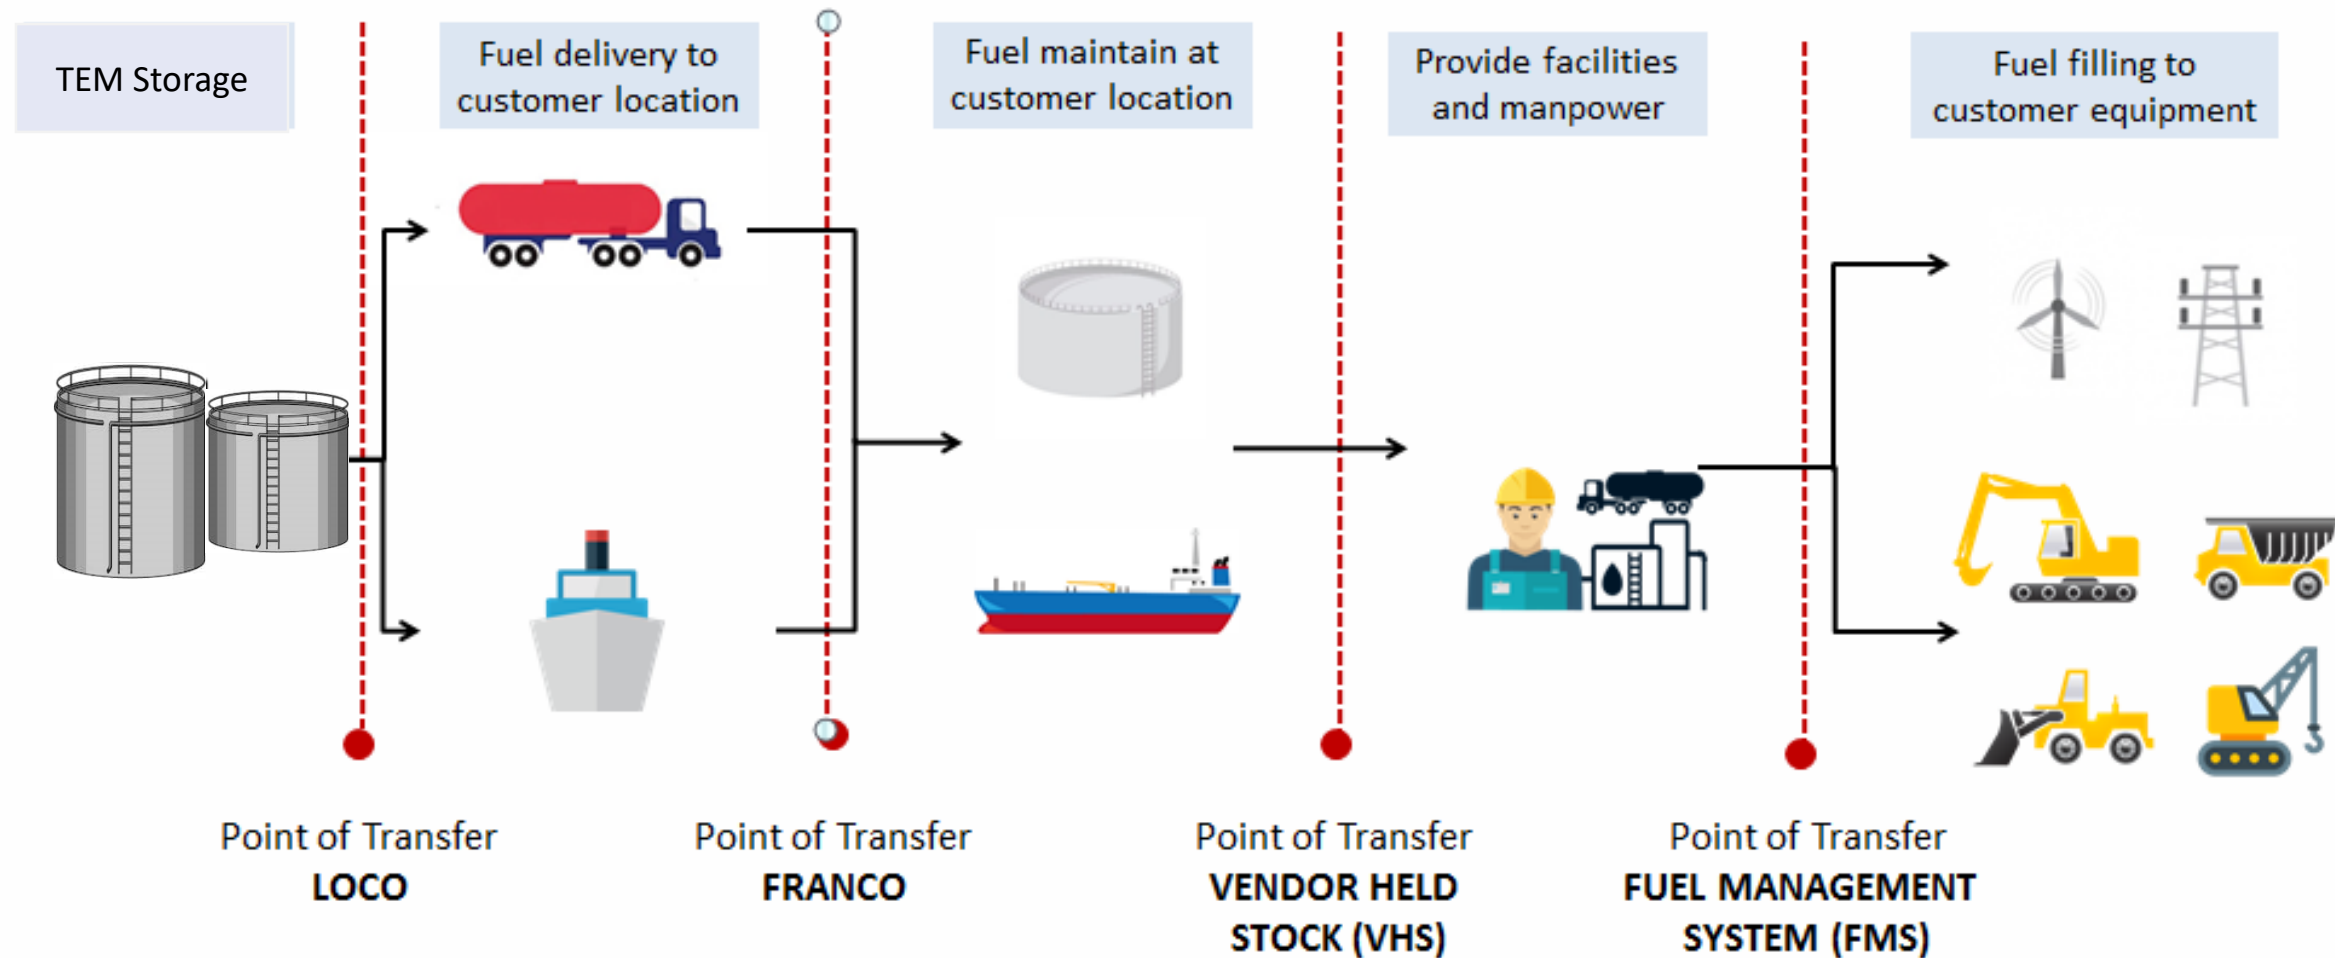 TEM Storage
Fuel delivery to
customer location
Fuel maintain at
customer location
Provide facilities
and manpower
Fuel filling to
customer equipment
Point of Transfer
LOCO
Point of Transfer
FRANCO
Point of Transfer
VENDOR HELD
STOCK (VHS)
Point of Transfer
FUEL MANAGEMENT
SYSTEM (FMS)